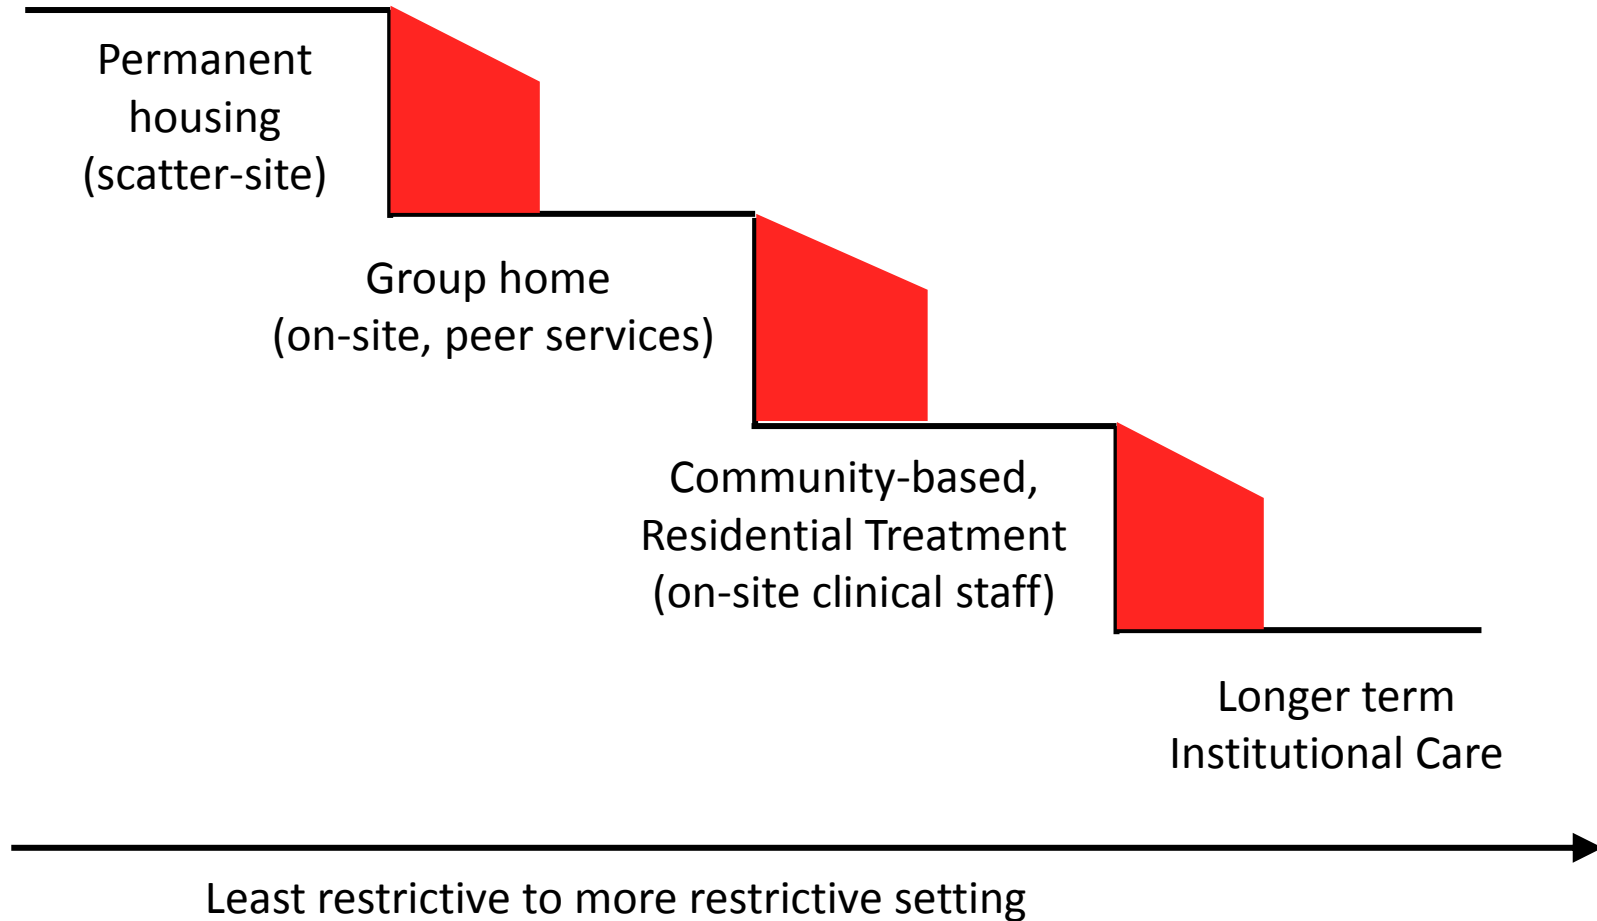 Permanent
housing
(scatter-site)
Group home
(on-site, peer services)
Community-based,
Residential Treatment
(on-site clinical staff)
Longer term
Institutional Care
Least restrictive to more restrictive setting